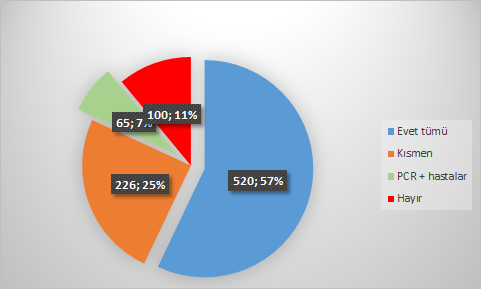 100; 11%
65; 7%
520; 57%
226; 25%
Evet tümü
Kısmen
PCR + hastalar
Hayır